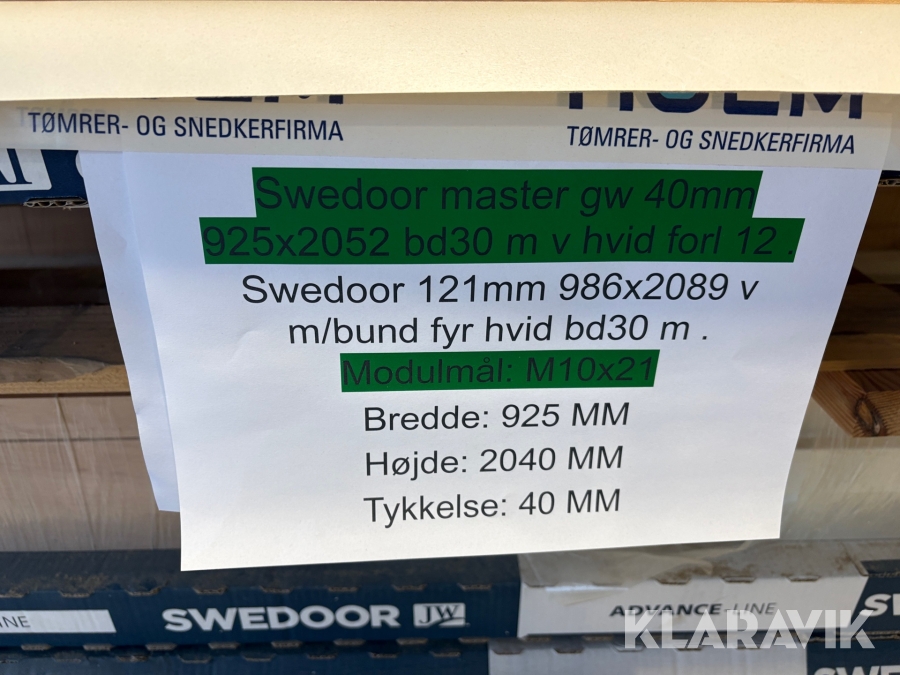 HOLM
TØMRER- OG SNEDKERFIRMA
TØMRER- OG SNEDKERFIRMA
Swedoor master gw 40mm
925x2052 bd30 m v hvid forl 12 .
Swedoor 121mm 986x2089 v
m/bund fyr hvid bd30 m .
Modulmål: M10x21
Bredde: 925 MM
Højde: 2040 MM
Tykkelse: 40 MM
SWEDOOR JW
ADVANCE-LINE
KLARAVIK